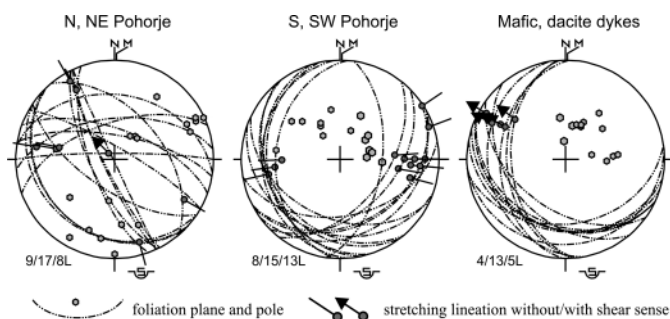 N, NE Pohorje
S, SW Pohorje
Mafic, dacite dykes
N M
N M
N M
9/17/8L
S
8/15/13L
S
4/13/5L
S
foliation plane and pole
stretching lineation without/with shear sense